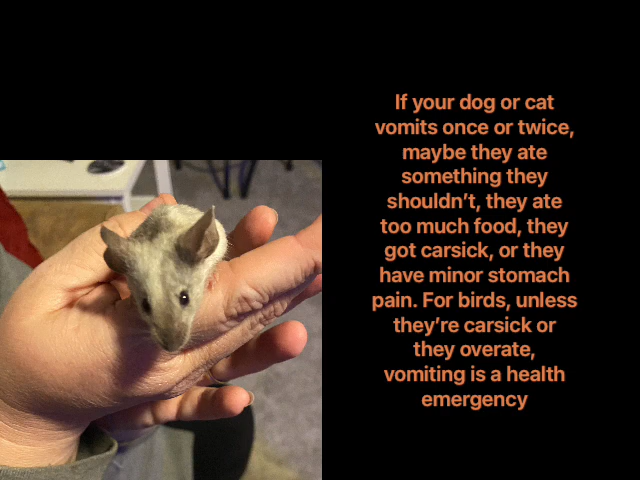 If your dog or cat
vomits once or twice,
maybe they ate
something they
shouldn’t, they ate
too much food, they
got carsick, or they
have minor stomach
pain. For birds, unless
they’re carsick or
they overate,
vomiting is a health
emergency